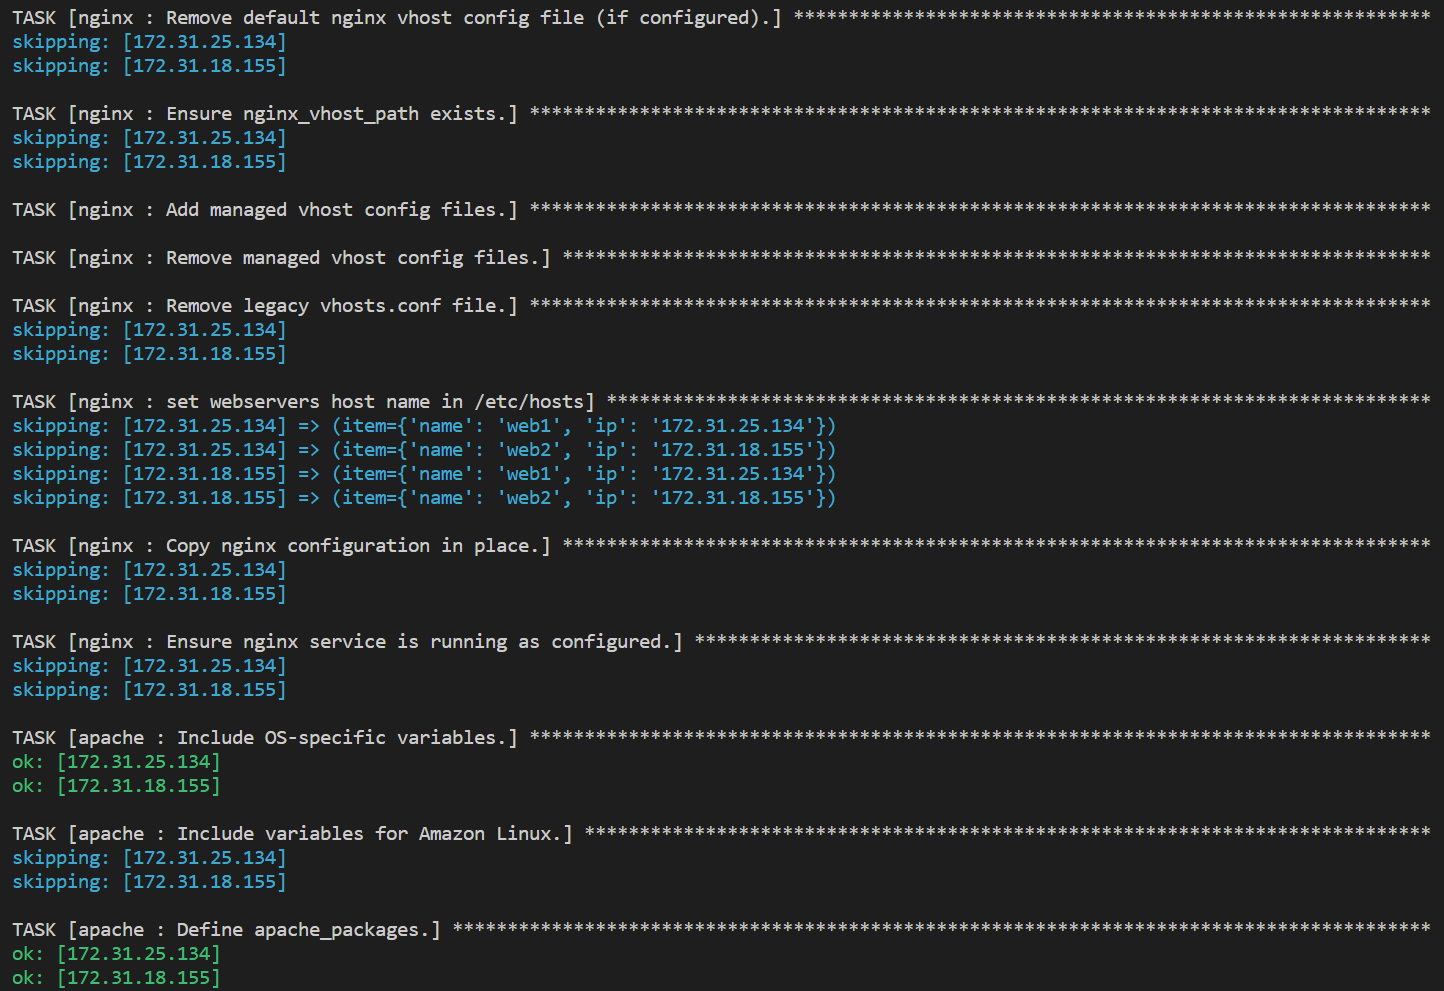 TASK [nginx : Remove default nginx vhost config file (if configured).] **********************************************************
skipping: [172.31.25.134]
skipping: [172.31.18.155]
TASK [nginx : Ensure nginx_vhost_path exists.] **********************************************************************************
skipping: [172.31.25.134]
skipping: [172.31.18.155]
TASK [nginx : Add managed vhost config files.] **********************************************************************************
TASK [nginx : Remove managed vhost config files.] *******************************************************************************
TASK [nginx : Remove legacy vhosts.conf file.] **********************************************************************************
skipping: [172.31.25.134]
skipping: [172.31.18.155]
TASK [nginx : set webservers host name in /etc/hosts] ***************************************************************************
skipping: [172.31.25.134] => (item={'name': 'web1', 'ip': '172.31.25.134'})
skipping: [172.31.25.134] => (item={'name': 'web2', 'ip': '172.31.18.155'})
skipping: [172.31.18.155] => (item={'name': 'web1', 'ip': '172.31.25.134'})
skipping: [172.31.18.155] => (item={'name': 'web2', 'ip': '172.31.18.155'})
TASK [nginx : Copy nginx configuration in place.] *******************************************************************************
skipping: [172.31.25.134]
skipping: [172.31.18.155]
TASK [nginx : Ensure nginx service is running as configured.] *******************************************************************
skipping: [172.31.25.134]
skipping: [172.31.18.155]
TASK [apache : Include OS-specific variables.] **********************************************************************************
ok: [172.31.25.134]
ok: [172.31.18.155]
TASK [apache : Include variables for Amazon Linux.] *****************************************************************************
skipping: [172.31.25.134]
skipping: [172.31.18.155]
TASK [apache : Define apache_packages.] *****************************************************************************************
ok: [172.31.25.134]
ok: [172.31.18.155]